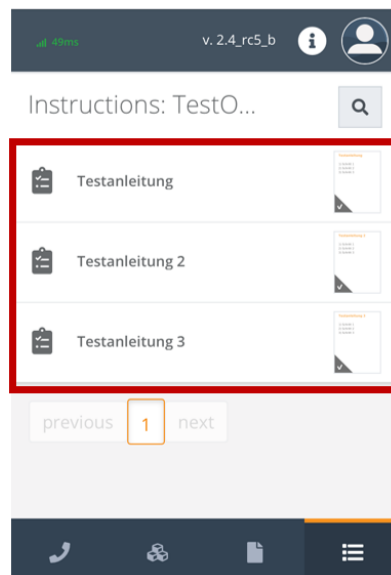 49ms
v. 2.4_rc5_b
Instructions: TestO...
Testanleitung
Testanleitung 2
Testanleitung 3
previous 1 next